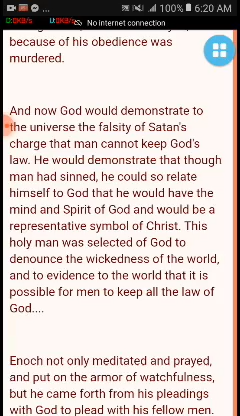 0.0KB/s U:0KB/s 100% 6:20 AM
No internet connection
because of his obedience was
murdered.
And now God would demonstrate to
the universe the falsity of Satan's
charge that man cannot keep God's
law. He would demonstrate that though
man had sinned, he could so relate
himself to God that he would have the
mind and Spirit of God and would be a
representative symbol of Christ. This
holy man was selected of God to
denounce the wickedness of the world,
and to evidence to the world that it is
possible for men to keep all the law of
God....
Enoch not only meditated and prayed,
and put on the armor of watchfulness,
but he came forth from his pleadings
with God to plead with his fellow men.